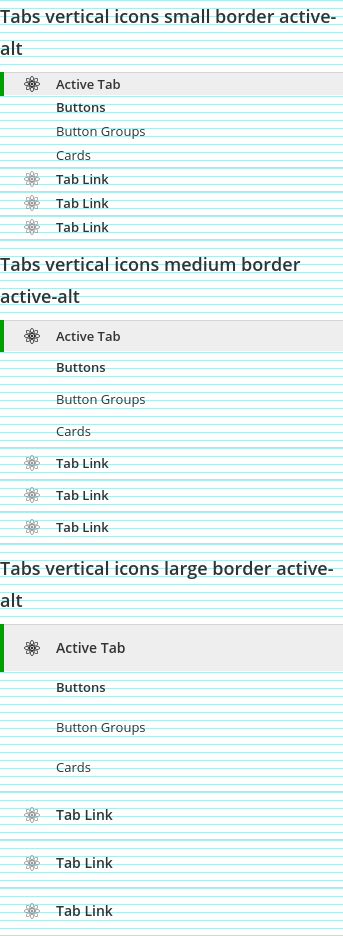 Tabs vertical icons small border active-
alt
Active Tab
Buttons
Button Groups
Cards
Tab Link
Tab Link
Tab Link
Tabs vertical icons medium border
active-alt
Active Tab
Buttons
Button Groups
Cards
Tab Link
Tab Link
Tab Link
Tabs vertical icons large border active-
alt
Active Tab
Buttons
Button Groups
Cards
Tab Link
Tab Link
Tab Link